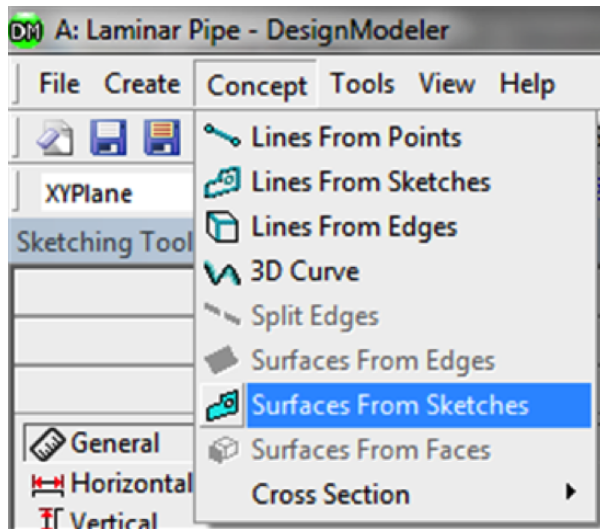 DM A: Laminar Pipe - DesignModeler
File Create Concept Tools View Help
Lines From Points
XYPlane
Lines From Sketches
Sketching Tool
Lines From Edges
3D Curve
Split Edges
Surfaces From Edges
Surfaces From Sketches
General
Surfaces From Faces
Horizontal
Cross Section
Vertical